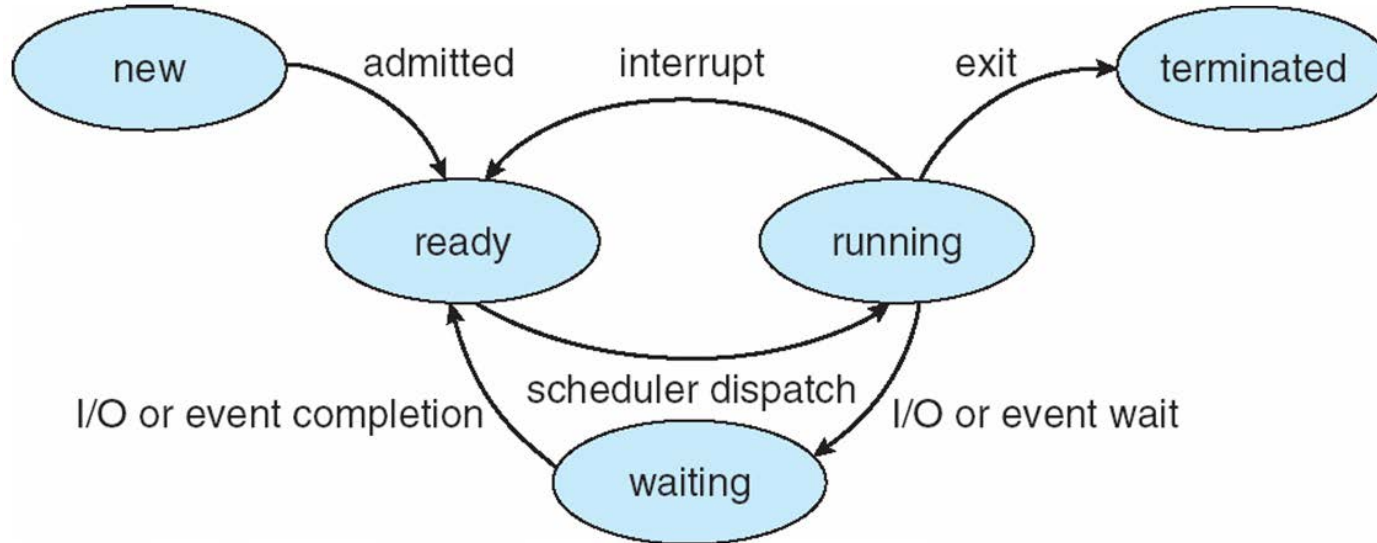 new
admitted
interrupt
exit
terminated
ready
running
scheduler dispatch
I/O or event completion
I/O or event wait
waiting